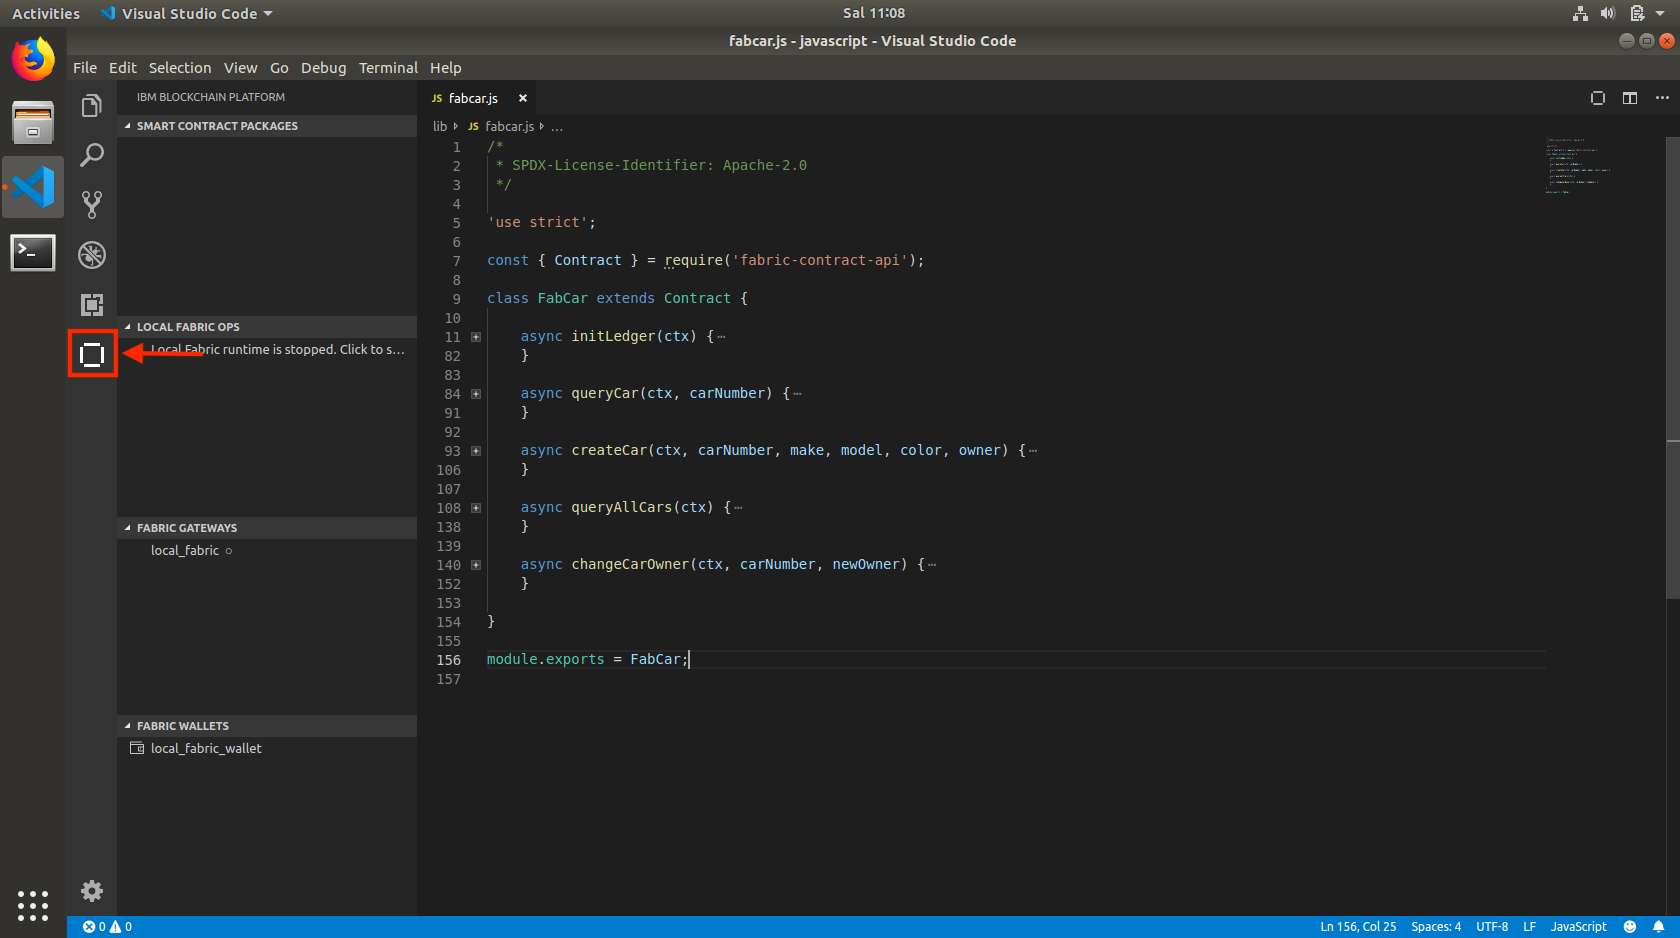 Activities Visual Studio Code Sal 11:08
fabcar.js - javascript - Visual Studio Code
File Edit Selection View Go Debug Terminal Help
IBM BLOCKCHAIN PLATFORM
SMART CONTRACT PACKAGES
LOCAL FABRIC OPS
Local Fabric runtime is stopped. Click to s...
FABRIC GATEWAYS
local_fabric
FABRIC WALLETS
local_fabric_wallet
JS fabcar.js
lib JS fabcar.js ...
1 /*
2 * SPDX-License-Identifier: Apache-2.0
3 */
4
5 'use strict';
6
7 const { Contract } = require('fabric-contract-api');
8
9 class FabCar extends Contract {
10
11 async initLedger(ctx) {⋯
82 }
83
84 async queryCar(ctx, carNumber) {⋯
91 }
92
93 async createCar(ctx, carNumber, make, model, color, owner) {⋯
106 }
107
108 async queryAllCars(ctx) {⋯
138 }
139
140 async changeCarOwner(ctx, carNumber, newOwner) {⋯
152 }
153
154 }
155
156 module.exports = FabCar;
157
0 0 Ln 156, Col 25 Spaces: 4 UTF-8 LF JavaScript